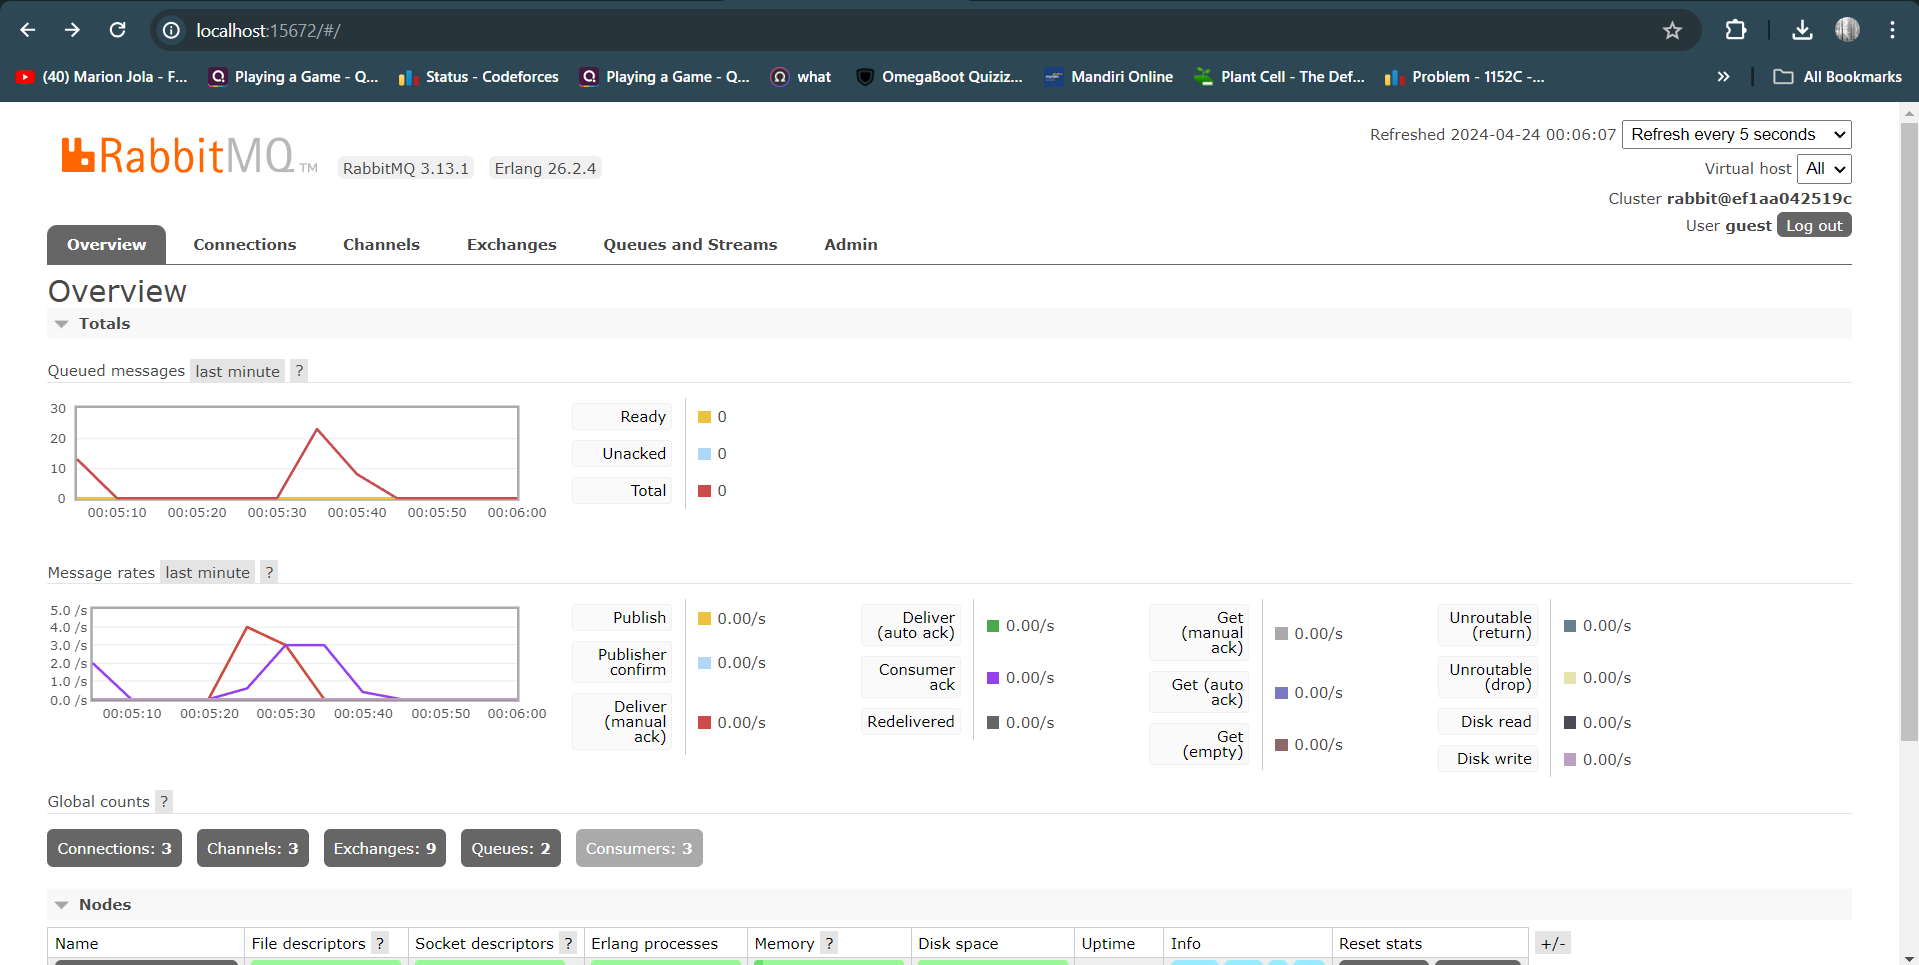 localhost:15672/#/
(40) Marion Jola - F... Playing a Game - Q... Status - Codeforces Playing a Game - Q... what OmegaBoot Quiziz... Mandiri Online Plant Cell - The Def... Problem - 1152C -... » All Bookmarks
RabbitMQ TM RabbitMQ 3.13.1 Erlang 26.2.4
Refreshed 2024-04-24 00:06:07 Refresh every 5 seconds
Virtual host All
Cluster rabbit@ef1aa042519c
User guest Log out
Overview Connections Channels Exchanges Queues and Streams Admin
Overview
Totals
Queued messages last minute ?
30
20
10
0
00:05:10 00:05:20 00:05:30 00:05:40 00:05:50 00:06:00
Ready 0
Unacked 0
Total 0
Message rates last minute ?
5.0 /s
4.0 /s
3.0 /s
2.0 /s
1.0 /s
0.0 /s
00:05:10 00:05:20 00:05:30 00:05:40 00:05:50 00:06:00
Publish 0.00/s
Publisher
confirm 0.00/s
Deliver
(manual
ack) 0.00/s
Deliver
(auto ack) 0.00/s
Consumer
ack 0.00/s
Redelivered 0.00/s
Get
(manual
ack) 0.00/s
Get (auto
ack) 0.00/s
Get
(empty) 0.00/s
Unroutable
(return) 0.00/s
Unroutable
(drop) 0.00/s
Disk read 0.00/s
Disk write 0.00/s
Global counts ?
Connections: 3 Channels: 3 Exchanges: 9 Queues: 2 Consumers: 3
Nodes
Name File descriptors ? Socket descriptors ? Erlang processes Memory ? Disk space Uptime Info Reset stats +/-